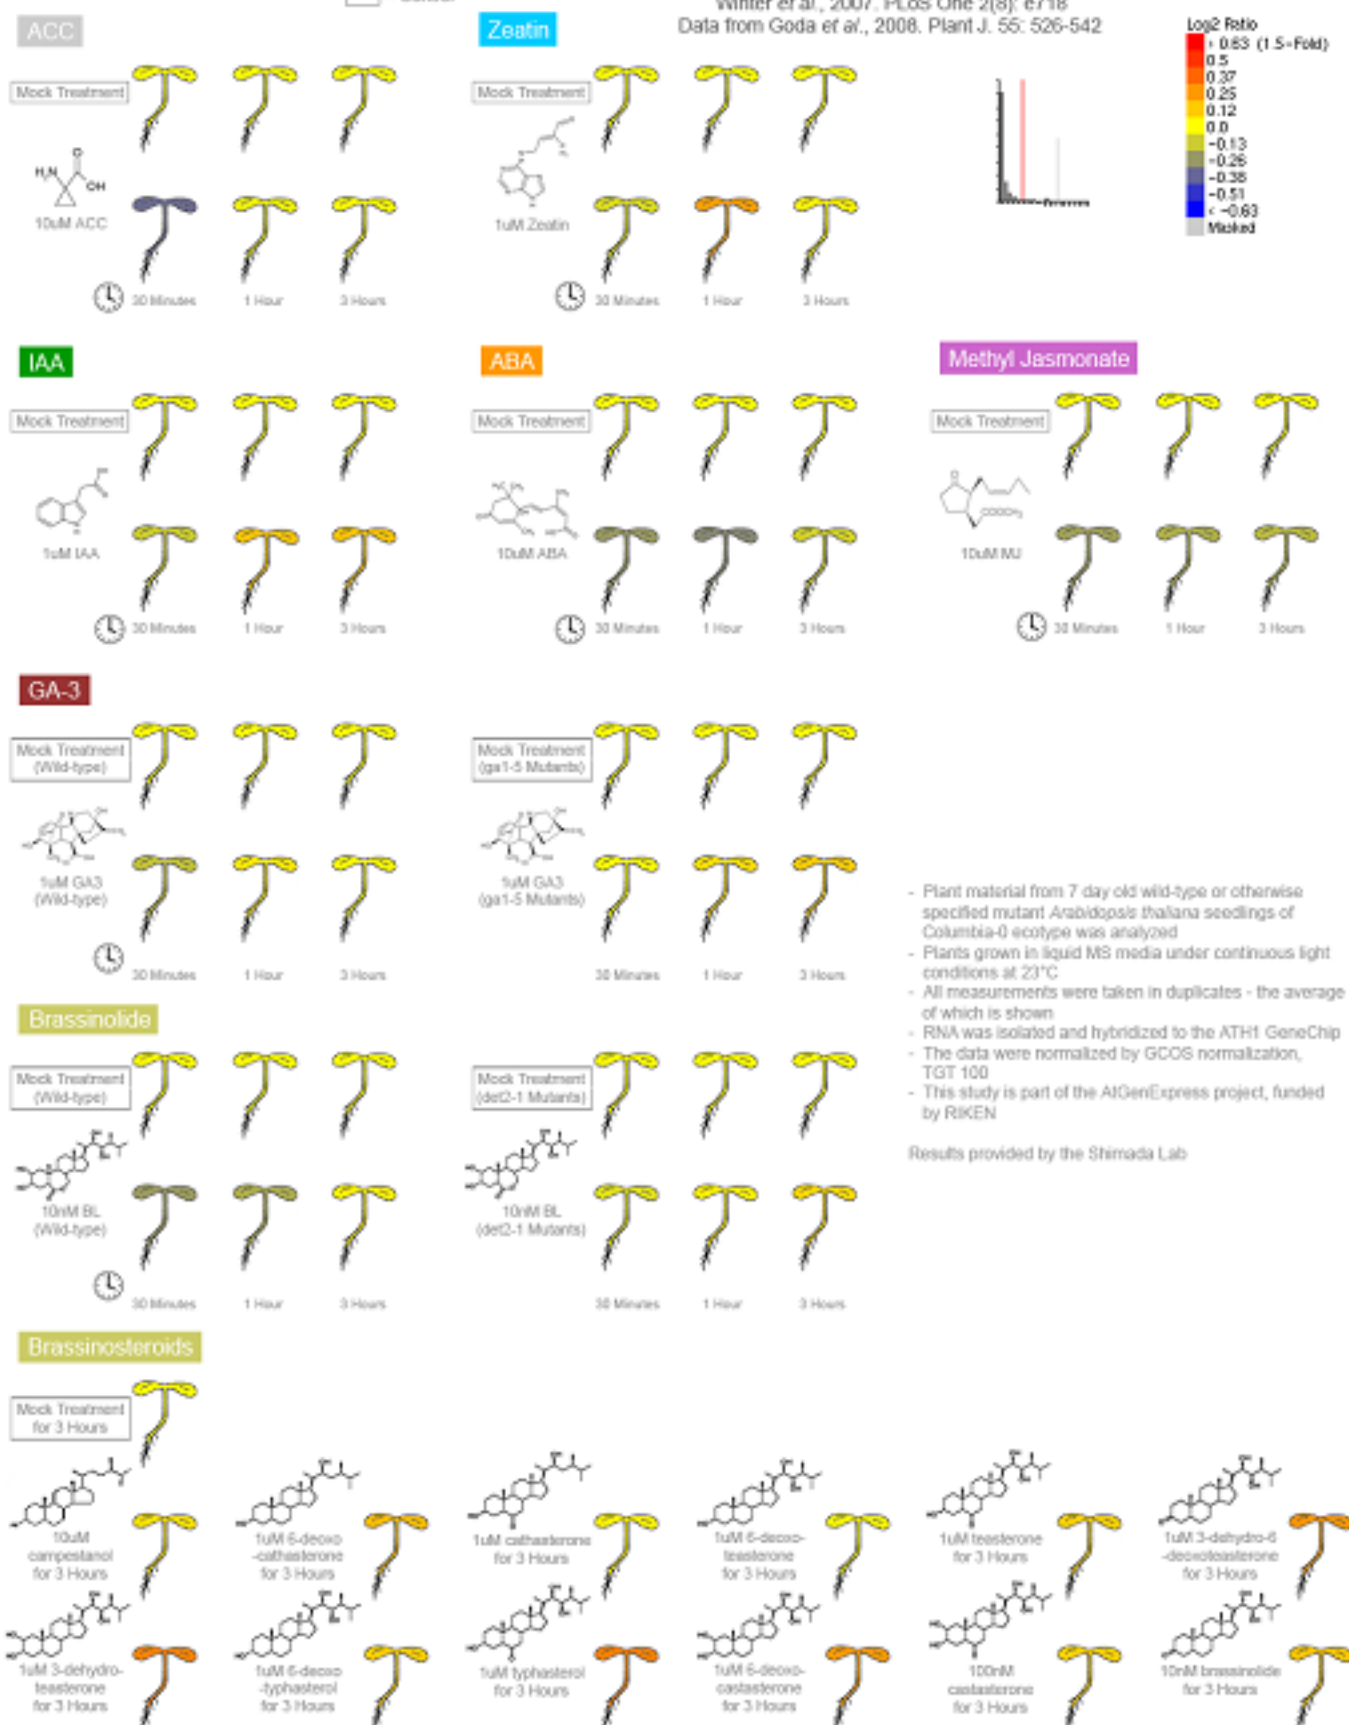 Winter et al., 2007. PLoS One 2(8): e718
Data from Goda et al., 2008. Plant J. 55: 526-542
Log2 Ratio
> 0.63 (1.5-Fold)
0.5
0.37
0.25
0.12
0.0
-0.13
-0.26
-0.38
-0.51
< -0.63
Masked
ACC
Mock Treatment
10uM ACC
30 Minutes
1 Hour
3 Hours
Zeatin
Mock Treatment
1uM Zeatin
30 Minutes
1 Hour
3 Hours
IAA
Mock Treatment
1uM IAA
30 Minutes
1 Hour
3 Hours
ABA
Mock Treatment
10uM ABA
30 Minutes
1 Hour
3 Hours
Methyl Jasmonate
Mock Treatment
10uM MJ
30 Minutes
1 Hour
3 Hours
GA-3
Mock Treatment
(Wild-type)
1uM GA3
(Wild-type)
30 Minutes
1 Hour
3 Hours
Mock Treatment
(ga1-5 Mutants)
1uM GA3
(ga1-5 Mutants)
30 Minutes
1 Hour
3 Hours
- Plant material from 7 day old wild-type or otherwise
specified mutant Arabidopsis thaliana seedlings of
Columbia-0 ecotype was analyzed
- Plants grown in liquid MS media under continuous light
conditions at 23°C
- All measurements were taken in duplicates - the average
of which is shown
- RNA was isolated and hybridized to the ATH1 GeneChip
- The data were normalized by GCOS normalization,
TGT 100
- This study is part of the AtGenExpress project, funded
by RIKEN
Results provided by the Shimada Lab
Brassinolide
Mock Treatment
(Wild-type)
10nM BL
(Wild-type)
30 Minutes
1 Hour
3 Hours
Mock Treatment
(det2-1 Mutants)
10nM BL
(det2-1 Mutants)
30 Minutes
1 Hour
3 Hours
Brassinosteroids
Mock Treatment
for 3 Hours
10uM
campestanol
for 3 Hours
1uM 6-deoxo
-cathasterone
for 3 Hours
1uM cathasterone
for 3 Hours
1uM 6-deoxo-
teasterone
for 3 Hours
1uM teasterone
for 3 Hours
1uM 3-dehydro-6
-deoxoteasterone
for 3 Hours
1uM 3-dehydro-
teasterone
for 3 Hours
1uM 6-deoxo
-typhasterol
for 3 Hours
1uM typhasterol
for 3 Hours
1uM 6-deoxo-
castasterone
for 3 Hours
100nM
castasterone
for 3 Hours
10nM brassinolide
for 3 Hours